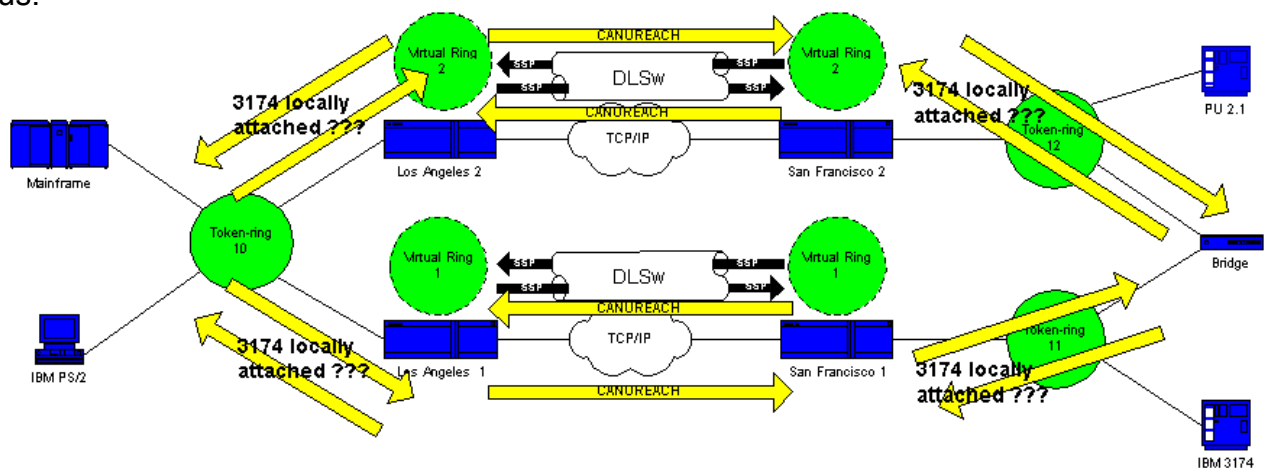 ds.
CANUREACH
Virtual Ring
2
SSP
SSP
DLSw
SSP
SSP
Virtual Ring
2
CANUREACH
3174 locally
attached ???
3174 locally
attached ???
PU 2.1
Mainframe
TCP/IP
Los Angeles 2
San Francisco 2
Token-ring
12
Token-ring
10
Virtual Ring
1
SSP
SSP
DLSw
SSP
SSP
Virtual Ring
1
Bridge
CANUREACH
3174 locally
attached ???
TCP/IP
Token-ring
11
IBM PS/2
Los Angeles 1
San Francisco 1
3174 locally
attached ???
CANUREACH
IBM 3174